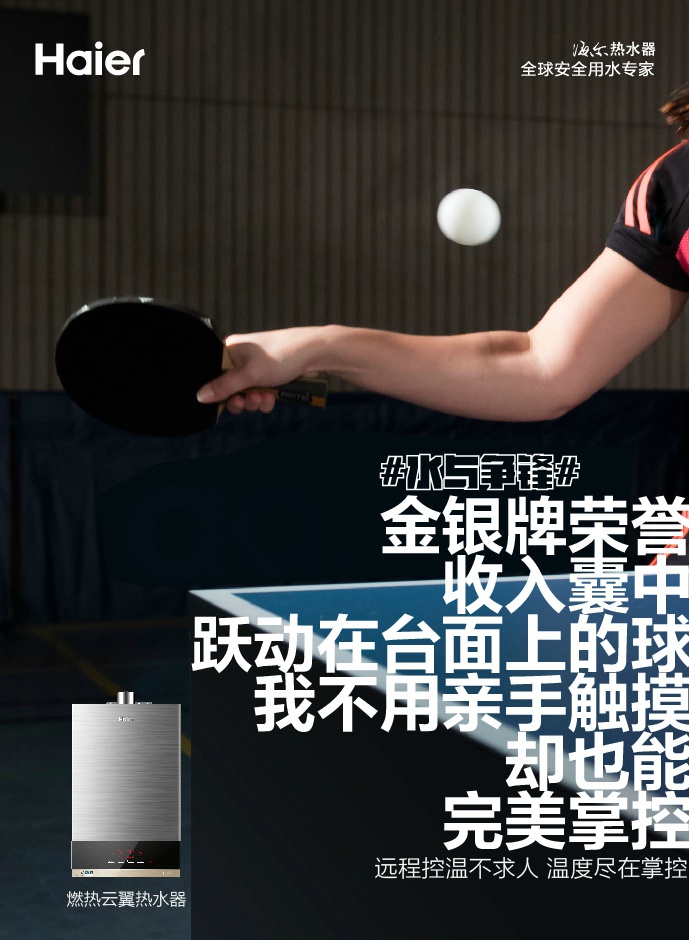 Haier
海尔热水器
全球安全用水专家
#水与争锋#
金银牌荣誉
收入囊中
跃动在台面上的球
我不用亲手触摸
却也能
完美掌控
远程控温不求人 温度尽在掌控
Haier
燃热云翼热水器